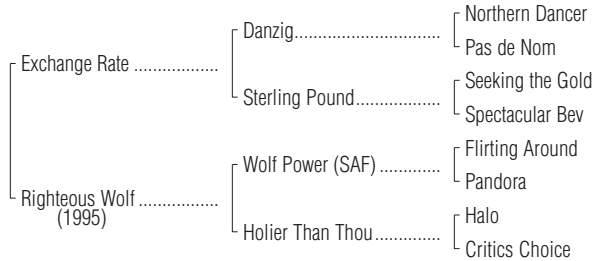 Northern Dancer
Danzig..............................
Pas de Nom
Exchange Rate .................
Seeking the Gold
Sterling Pound.................
Spectacular Bev
Flirting Around
Wolf Power (SAF) ............
Pandora
Righteous Wolf ................
(1995)
Halo
Holier Than Thou.............
Critics Choice